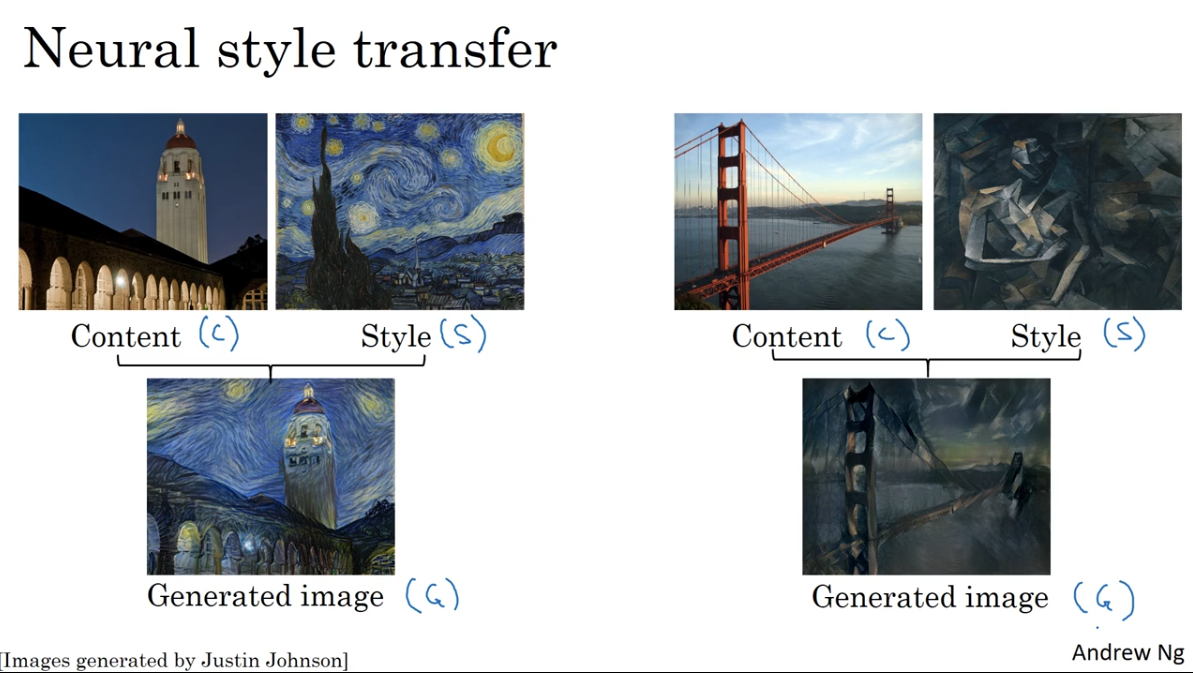 Neural style transfer
Content (C) Style (S)
Generated image (G)
Content (C) Style (S)
Generated image (G)
[Images generated by Justin Johnson]
Andrew Ng